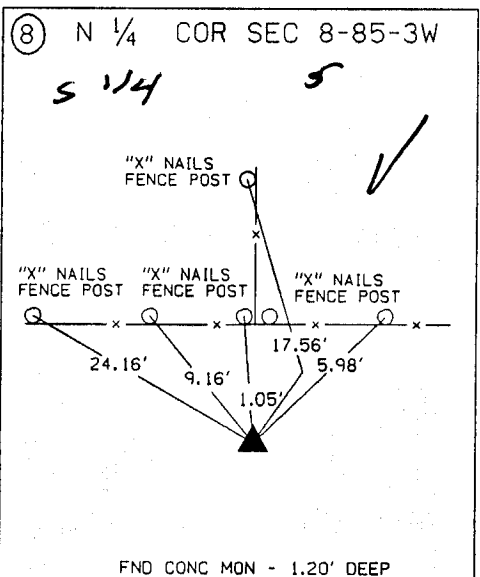 8 N 1/4 COR SEC 8-85-3W
S 1/4 5
"X" NAILS
FENCE POST
"X" NAILS
FENCE POST
"X" NAILS
FENCE POST
"X" NAILS
FENCE POST
17.56'
24.16'
9.16'
5.98'
1.05'
FND CONC MON - 1.20' DEEP